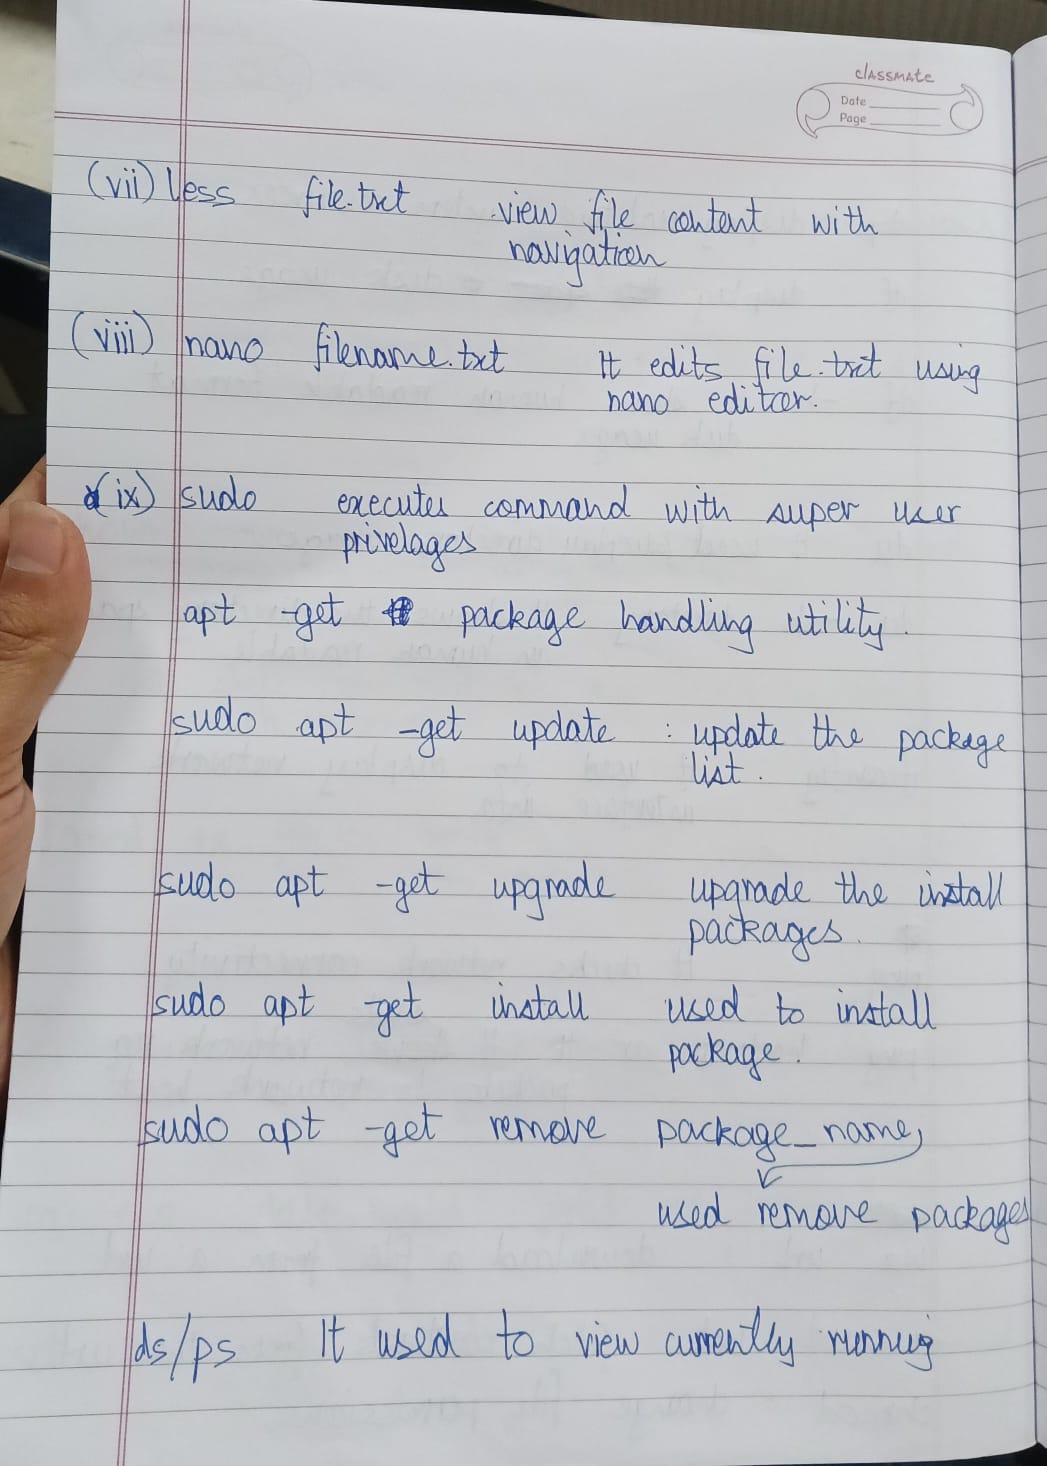 classmate
Date
Page
(vii) less file.txt view file content with
navigation
(viii) nano filename.txt It edits file.txt using
nano editor.
(ix) sudo executes command with super user
privelages
apt -get package handling utility.
sudo apt -get update : update the package
list.
sudo apt -get upgrade upgrade the install
packages.
sudo apt -get install used to install
package.
sudo apt -get remove package_name,
used remove packages
ds/ps It used to view currently running